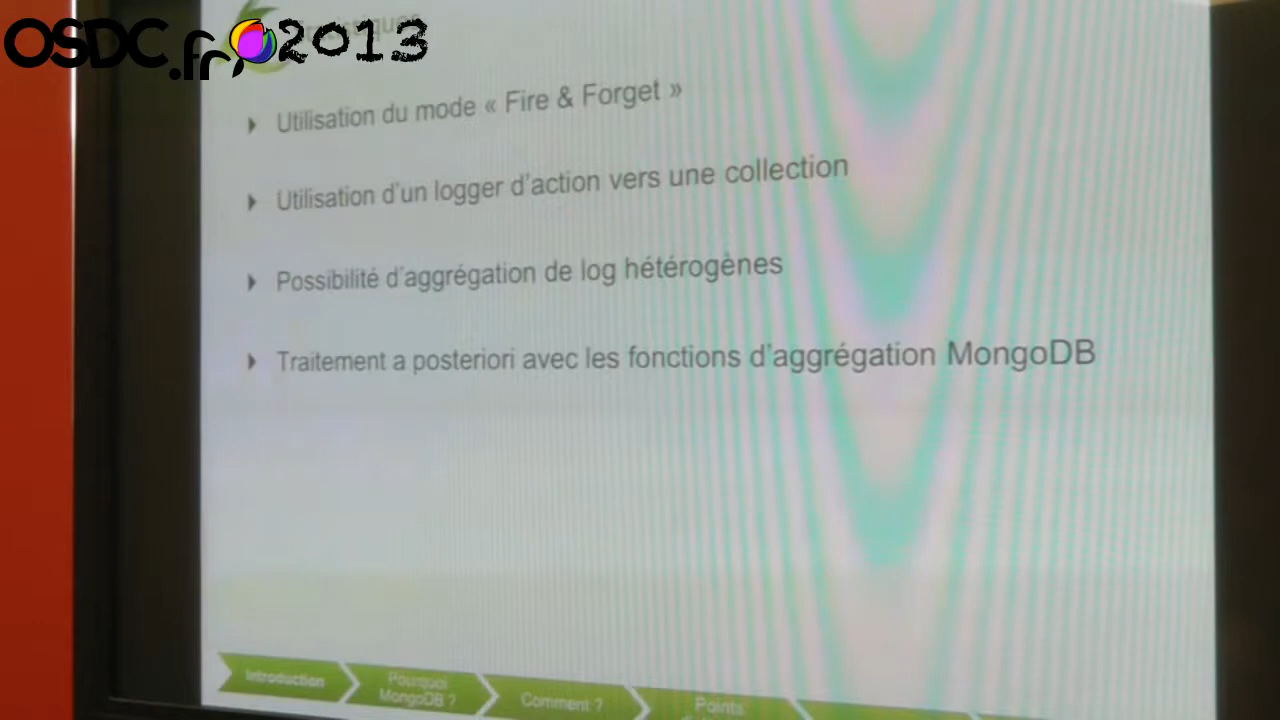 OSDC.fr 2013
Utilisation du mode « Fire & Forget »
Utilisation d'un logger d'action vers une collection
Possibilité d'aggrégation de log hétérogènes
Traitement a posteriori avec les fonctions d'aggrégation MongoDB
Introduction
Pourquoi
MongoDB ?
Comment ?
Points